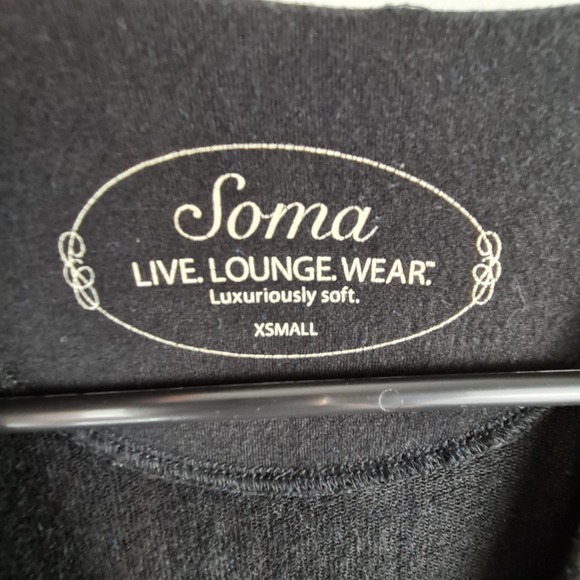 Soma
LIVE. LOUNGE. WEAR.™
Luxuriously soft.
XSMALL